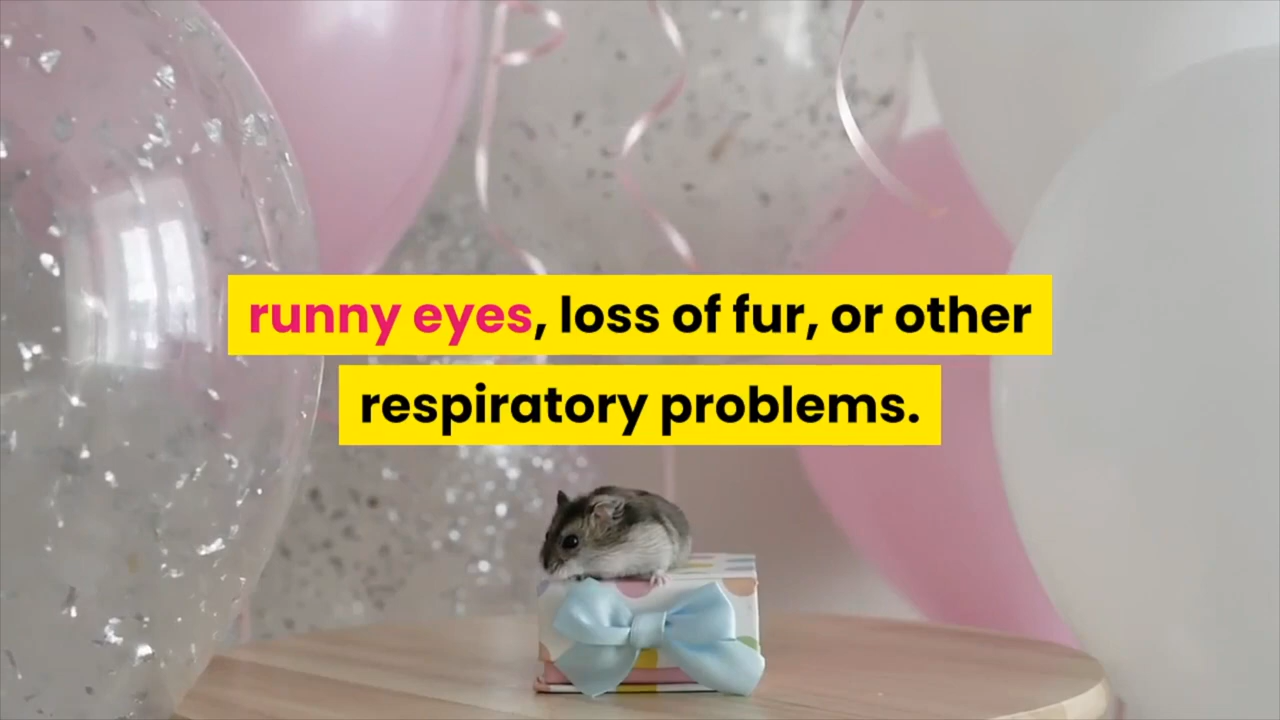 runny eyes, loss of fur, or other
respiratory problems.